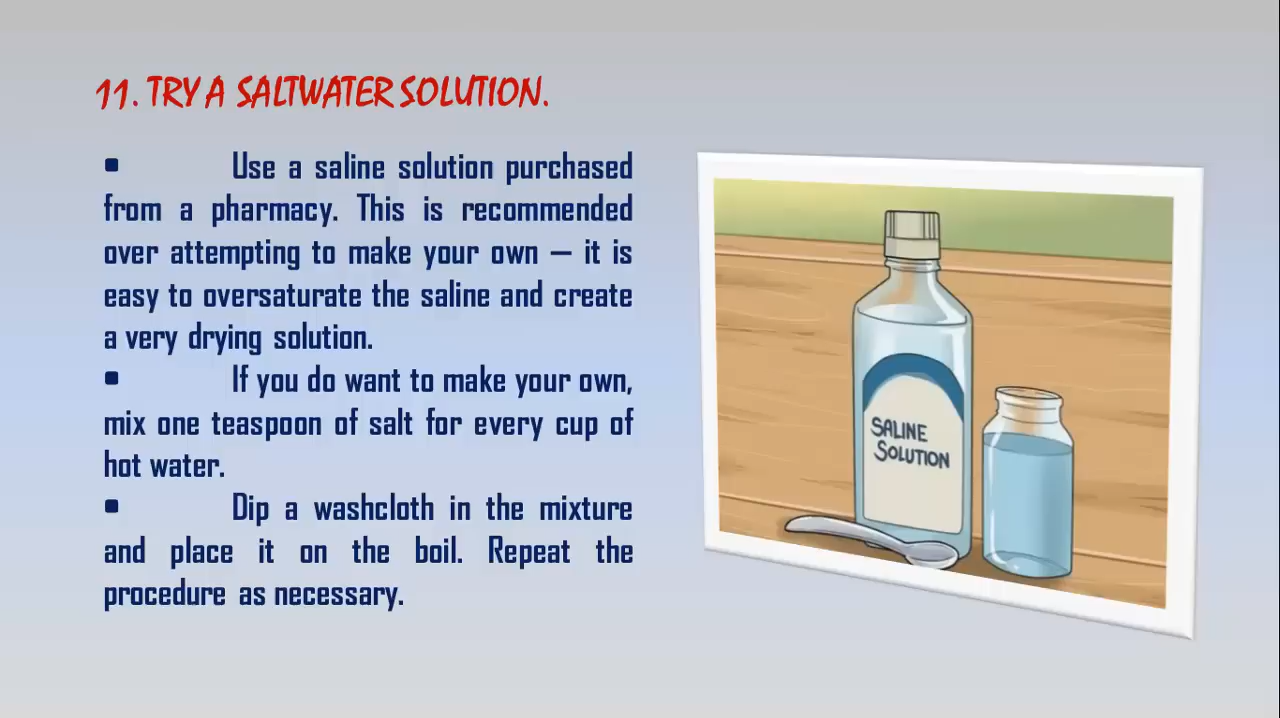 11. TRY A SALTWATER SOLUTION.
▪ Use a saline solution purchased
from a pharmacy. This is recommended
over attempting to make your own — it is
easy to oversaturate the saline and create
a very drying solution.
▪ If you do want to make your own,
mix one teaspoon of salt for every cup of
hot water.
▪ Dip a washcloth in the mixture
and place it on the boil. Repeat the
procedure as necessary.
SALINE
SOLUTION